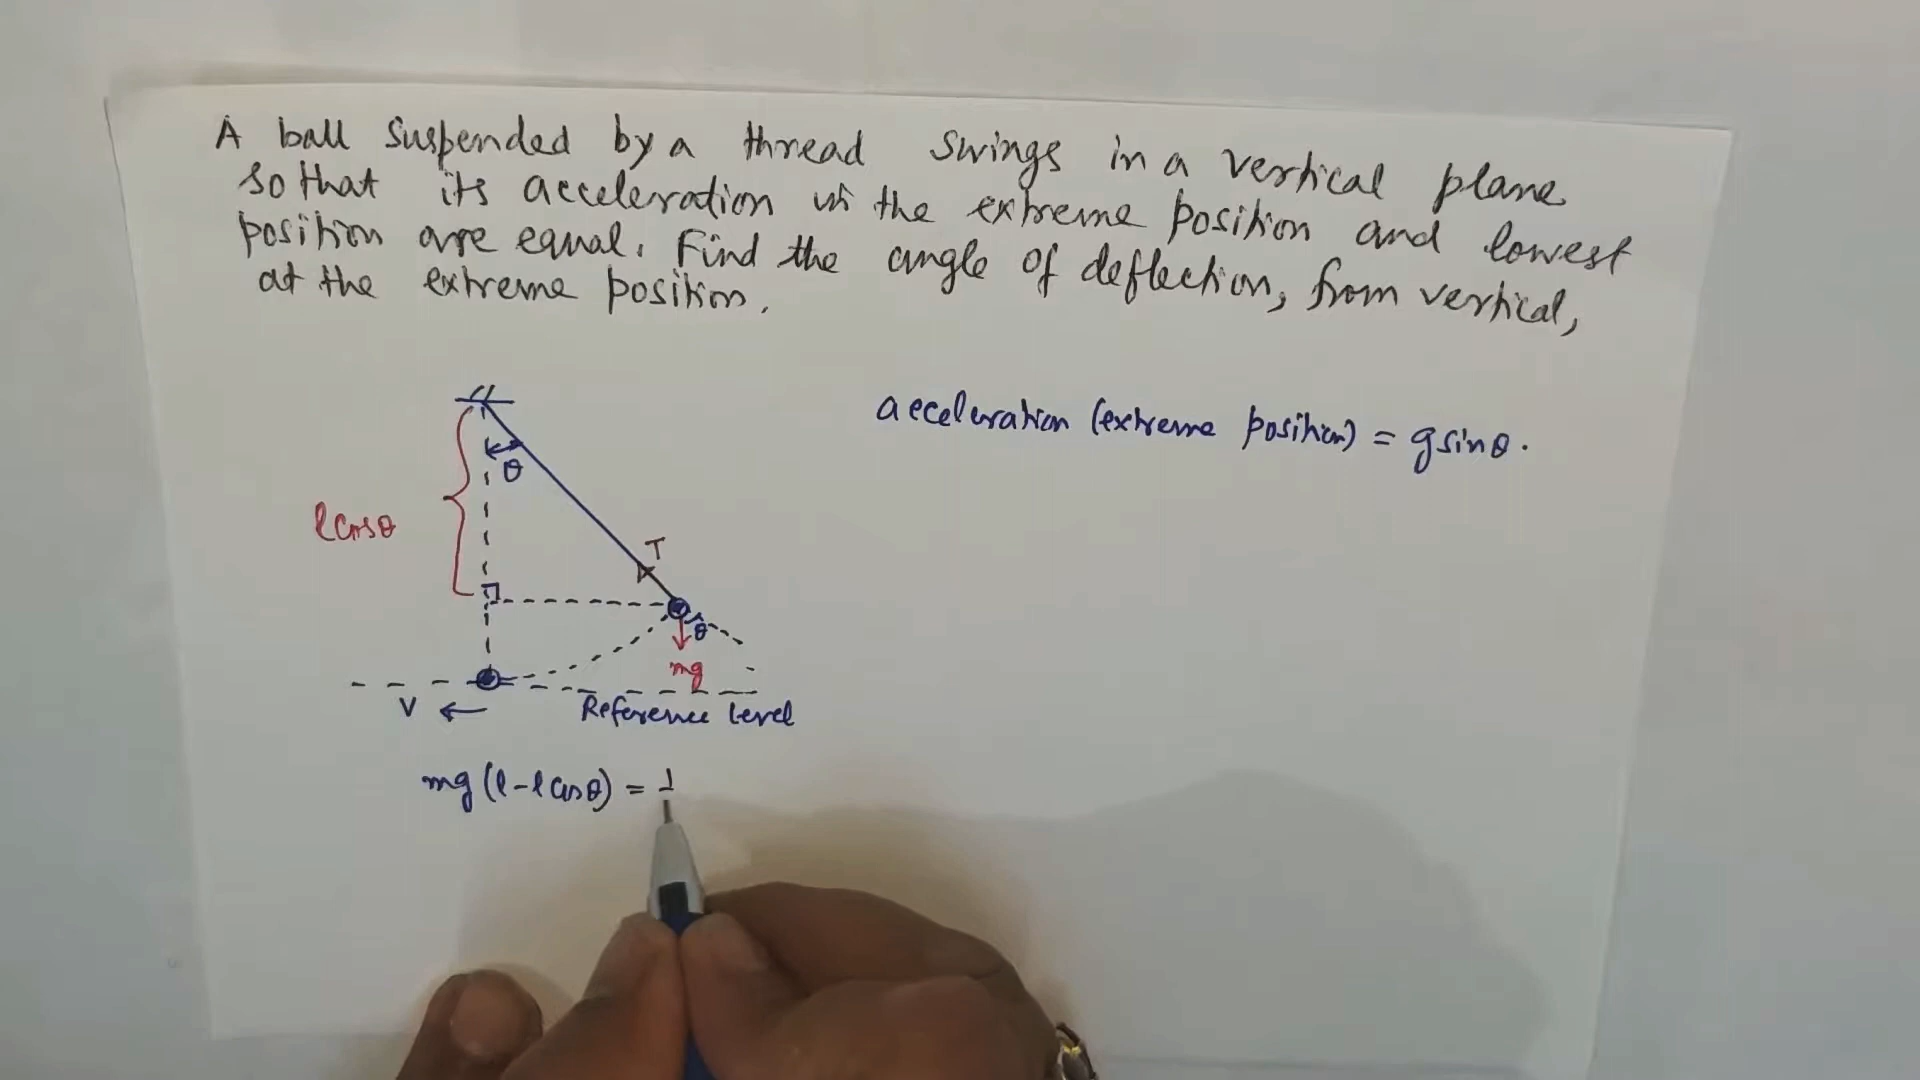 A ball suspended by a thread swings in a vertical plane
so that its acceleration in the extreme position and lowest
position are equal. Find the angle of deflection, from vertical,
at the extreme position.
acceleration (extreme position) = g sinθ.
θ
l cosθ
T
θ
mg
V
Reference level
mg (l - l cosθ) = 1